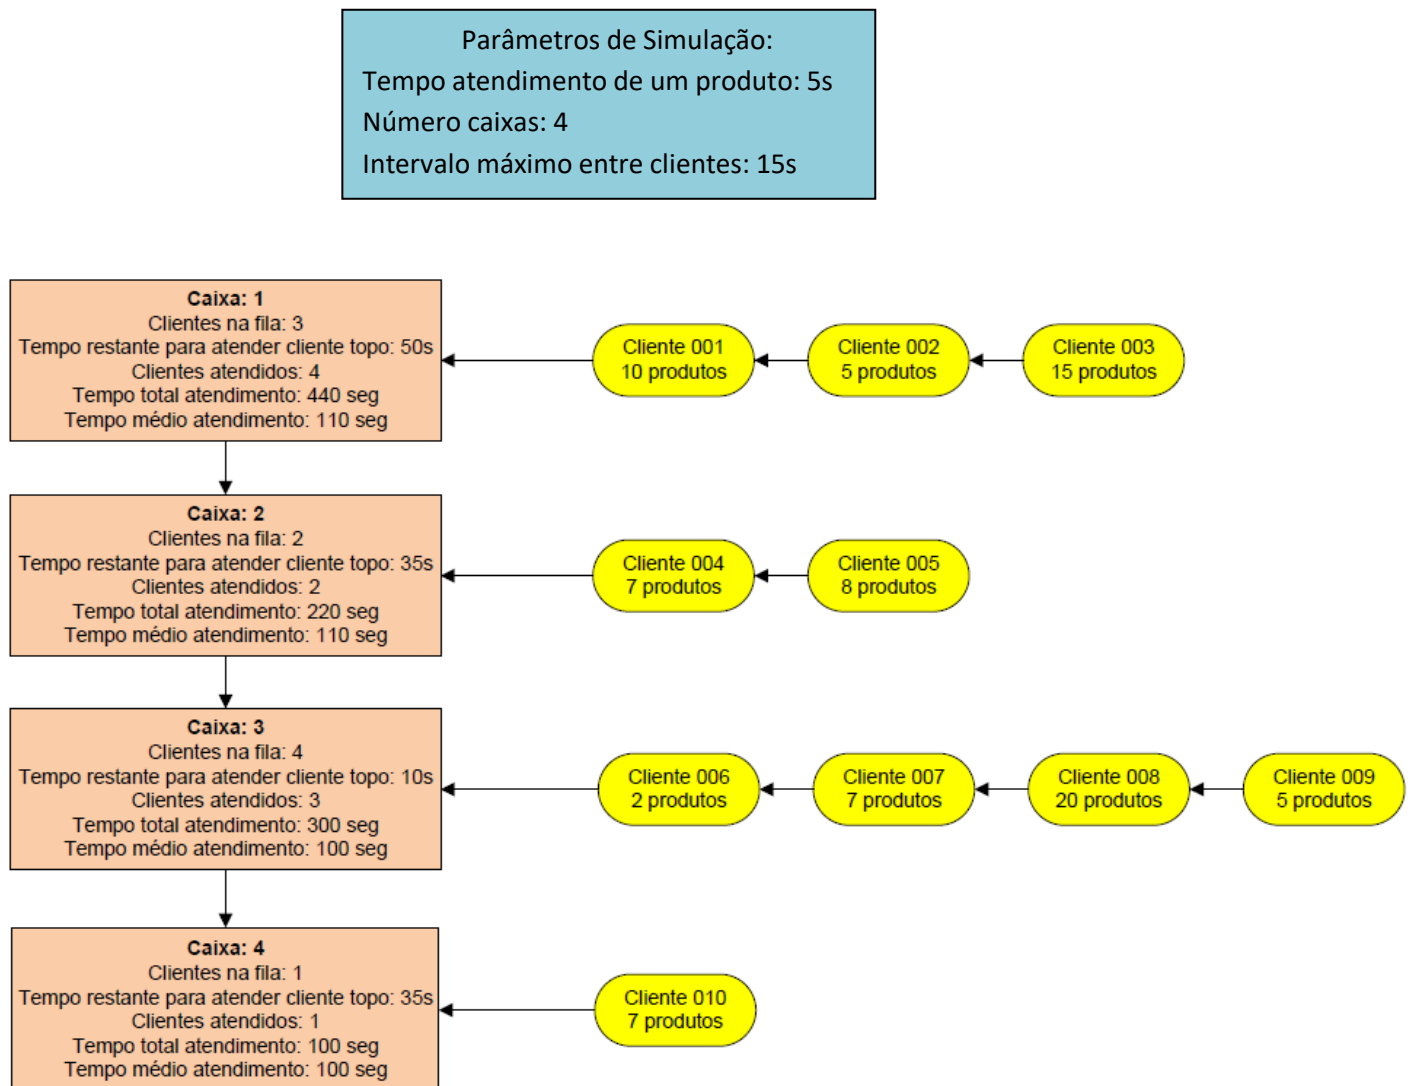 Parâmetros de Simulação:
Tempo atendimento de um produto: 5s
Número caixas: 4
Intervalo máximo entre clientes: 15s
Caixa: 1
Clientes na fila: 3
Tempo restante para atender cliente topo: 50s
Clientes atendidos: 4
Tempo total atendimento: 440 seg
Tempo médio atendimento: 110 seg
Cliente 001
10 produtos
Cliente 002
5 produtos
Cliente 003
15 produtos
Caixa: 2
Clientes na fila: 2
Tempo restante para atender cliente topo: 35s
Clientes atendidos: 2
Tempo total atendimento: 220 seg
Tempo médio atendimento: 110 seg
Cliente 004
7 produtos
Cliente 005
8 produtos
Caixa: 3
Clientes na fila: 4
Tempo restante para atender cliente topo: 10s
Clientes atendidos: 3
Tempo total atendimento: 300 seg
Tempo médio atendimento: 100 seg
Cliente 006
2 produtos
Cliente 007
7 produtos
Cliente 008
20 produtos
Cliente 009
5 produtos
Caixa: 4
Clientes na fila: 1
Tempo restante para atender cliente topo: 35s
Clientes atendidos: 1
Tempo total atendimento: 100 seg
Tempo médio atendimento: 100 seg
Cliente 010
7 produtos